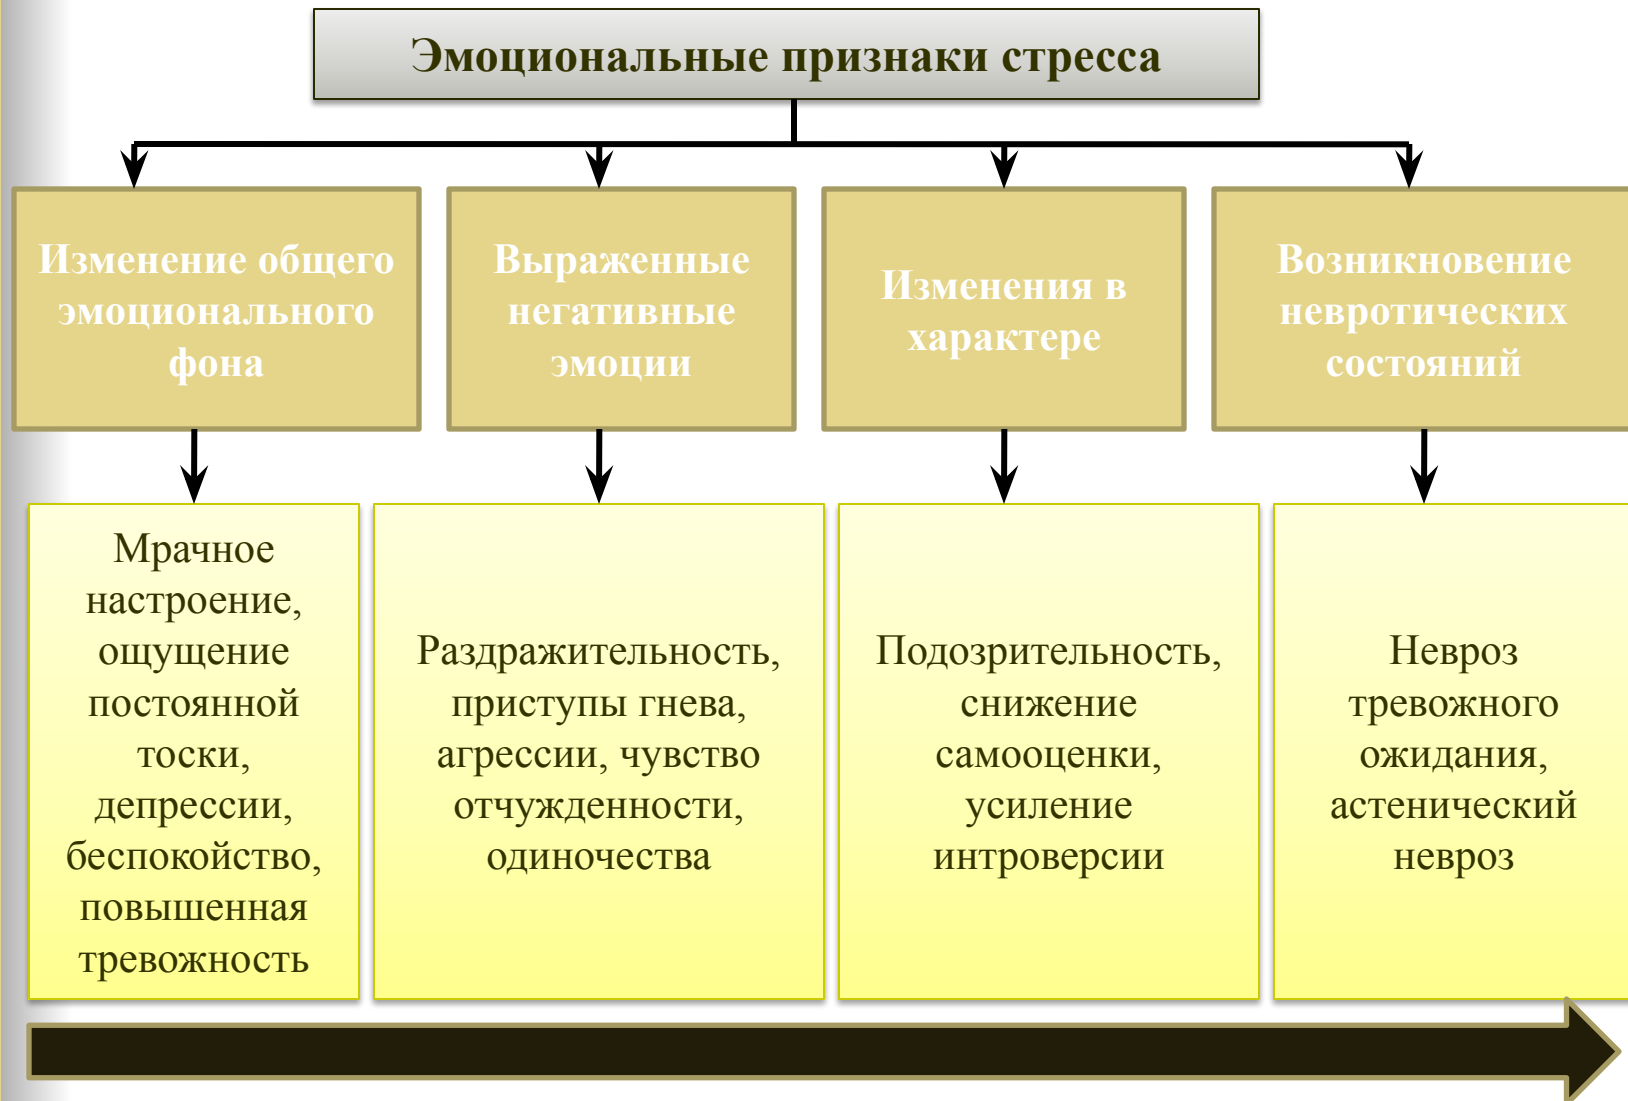 Эмоциональные признаки стресса
Изменение общего
эмоционального
фона
Выраженные
негативные
эмоции
Изменения в
характере
Возникновение
невротических
состояний
Мрачное
настроение,
ощущение
постоянной
тоски,
депрессии,
беспокойство,
повышенная
тревожность
Раздражительность,
приступы гнева,
агрессии, чувство
отчужденности,
одиночества
Подозрительность,
снижение
самооценки,
усиление
интроверсии
Невроз
тревожного
ожидания,
астенический
невроз